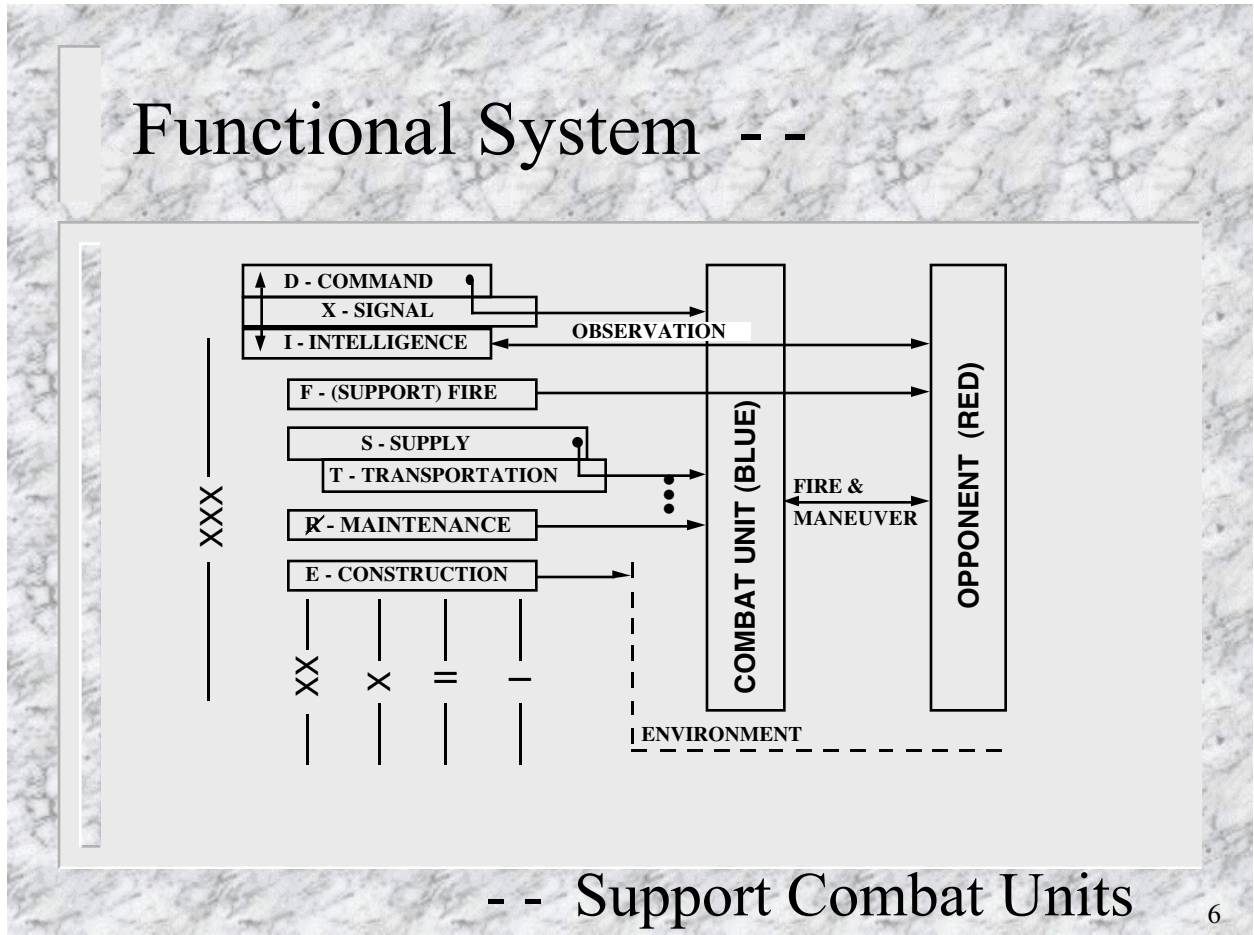 Functional System - -
D - COMMAND
X - SIGNAL
OBSERVATION
I - INTELLIGENCE
F - (SUPPORT) FIRE
S - SUPPLY
T - TRANSPORTATION
R - MAINTENANCE
E - CONSTRUCTION
XXX
XX
X
=
–
COMBAT UNIT (BLUE)
FIRE &
MANEUVER
OPPONENT (RED)
ENVIRONMENT
- - Support Combat Units
6